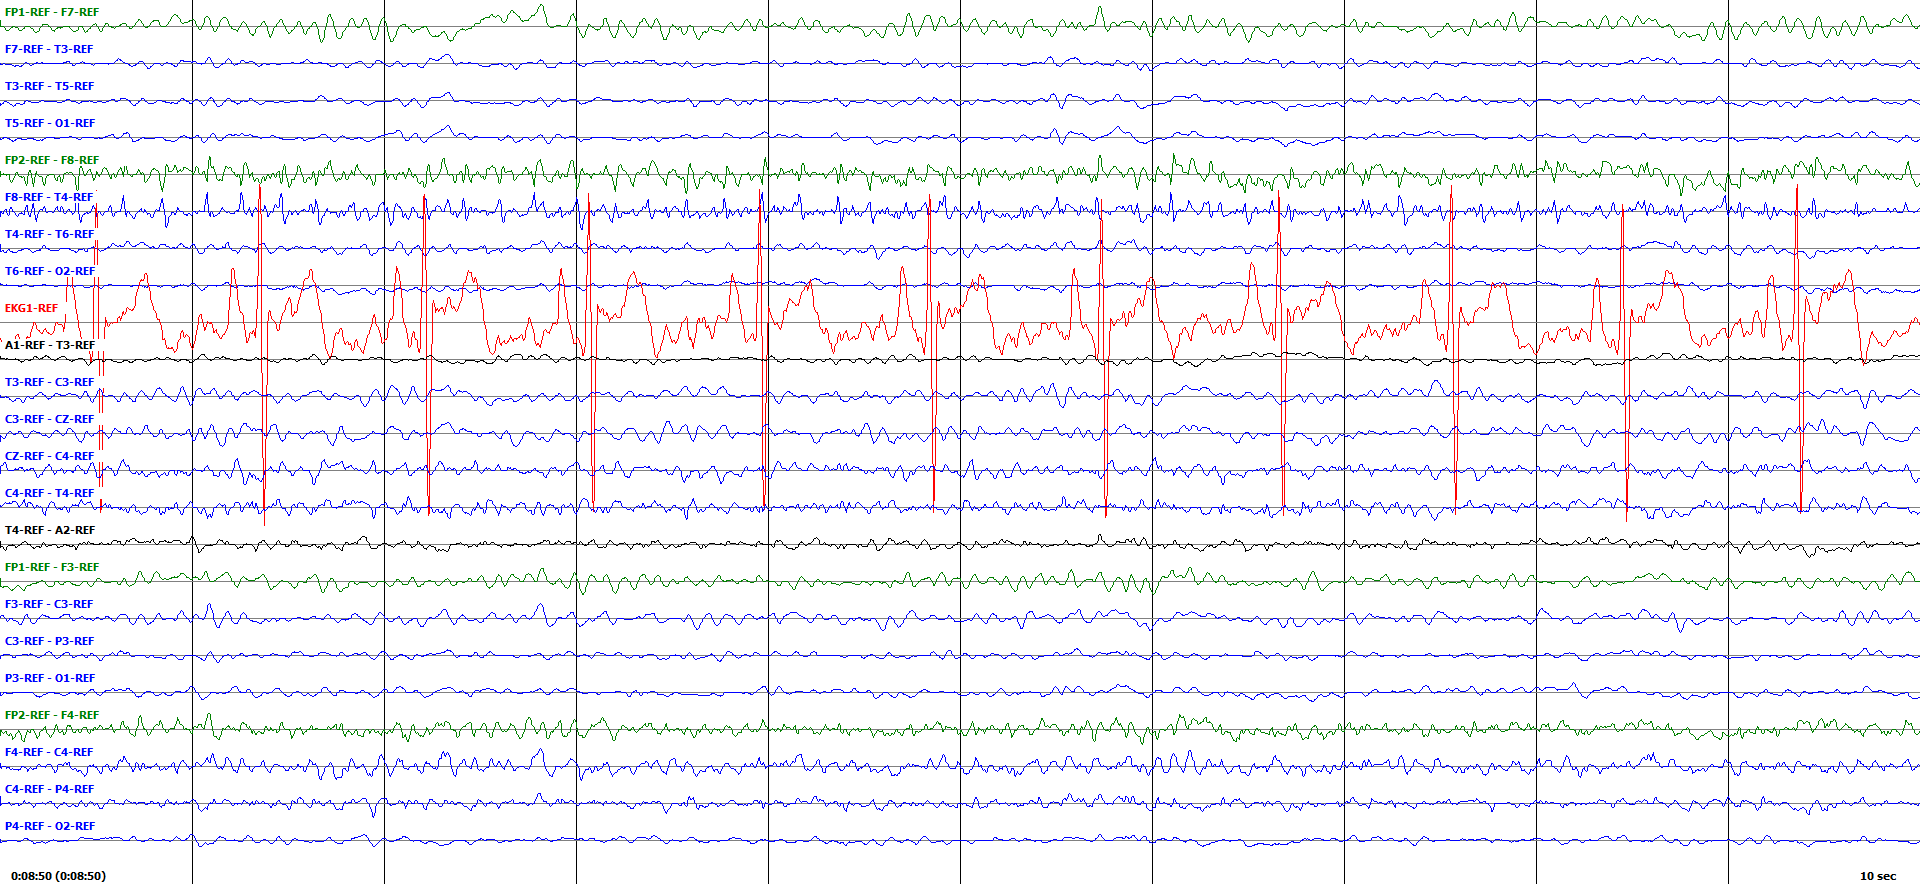 FP1-REF - F7-REF
F7-REF - T3-REF
T3-REF - T5-REF
T5-REF - O1-REF
FP2-REF - F8-REF
F8-REF - T4-REF
T4-REF - T6-REF
T6-REF - O2-REF
EKG1-REF
A1-REF - T3-REF
T3-REF - C3-REF
C3-REF - CZ-REF
CZ-REF - C4-REF
C4-REF - T4-REF
T4-REF - A2-REF
FP1-REF - F3-REF
F3-REF - C3-REF
C3-REF - P3-REF
P3-REF - O1-REF
FP2-REF - F4-REF
F4-REF - C4-REF
C4-REF - P4-REF
P4-REF - O2-REF
0:08:50 (0:08:50) 10 sec